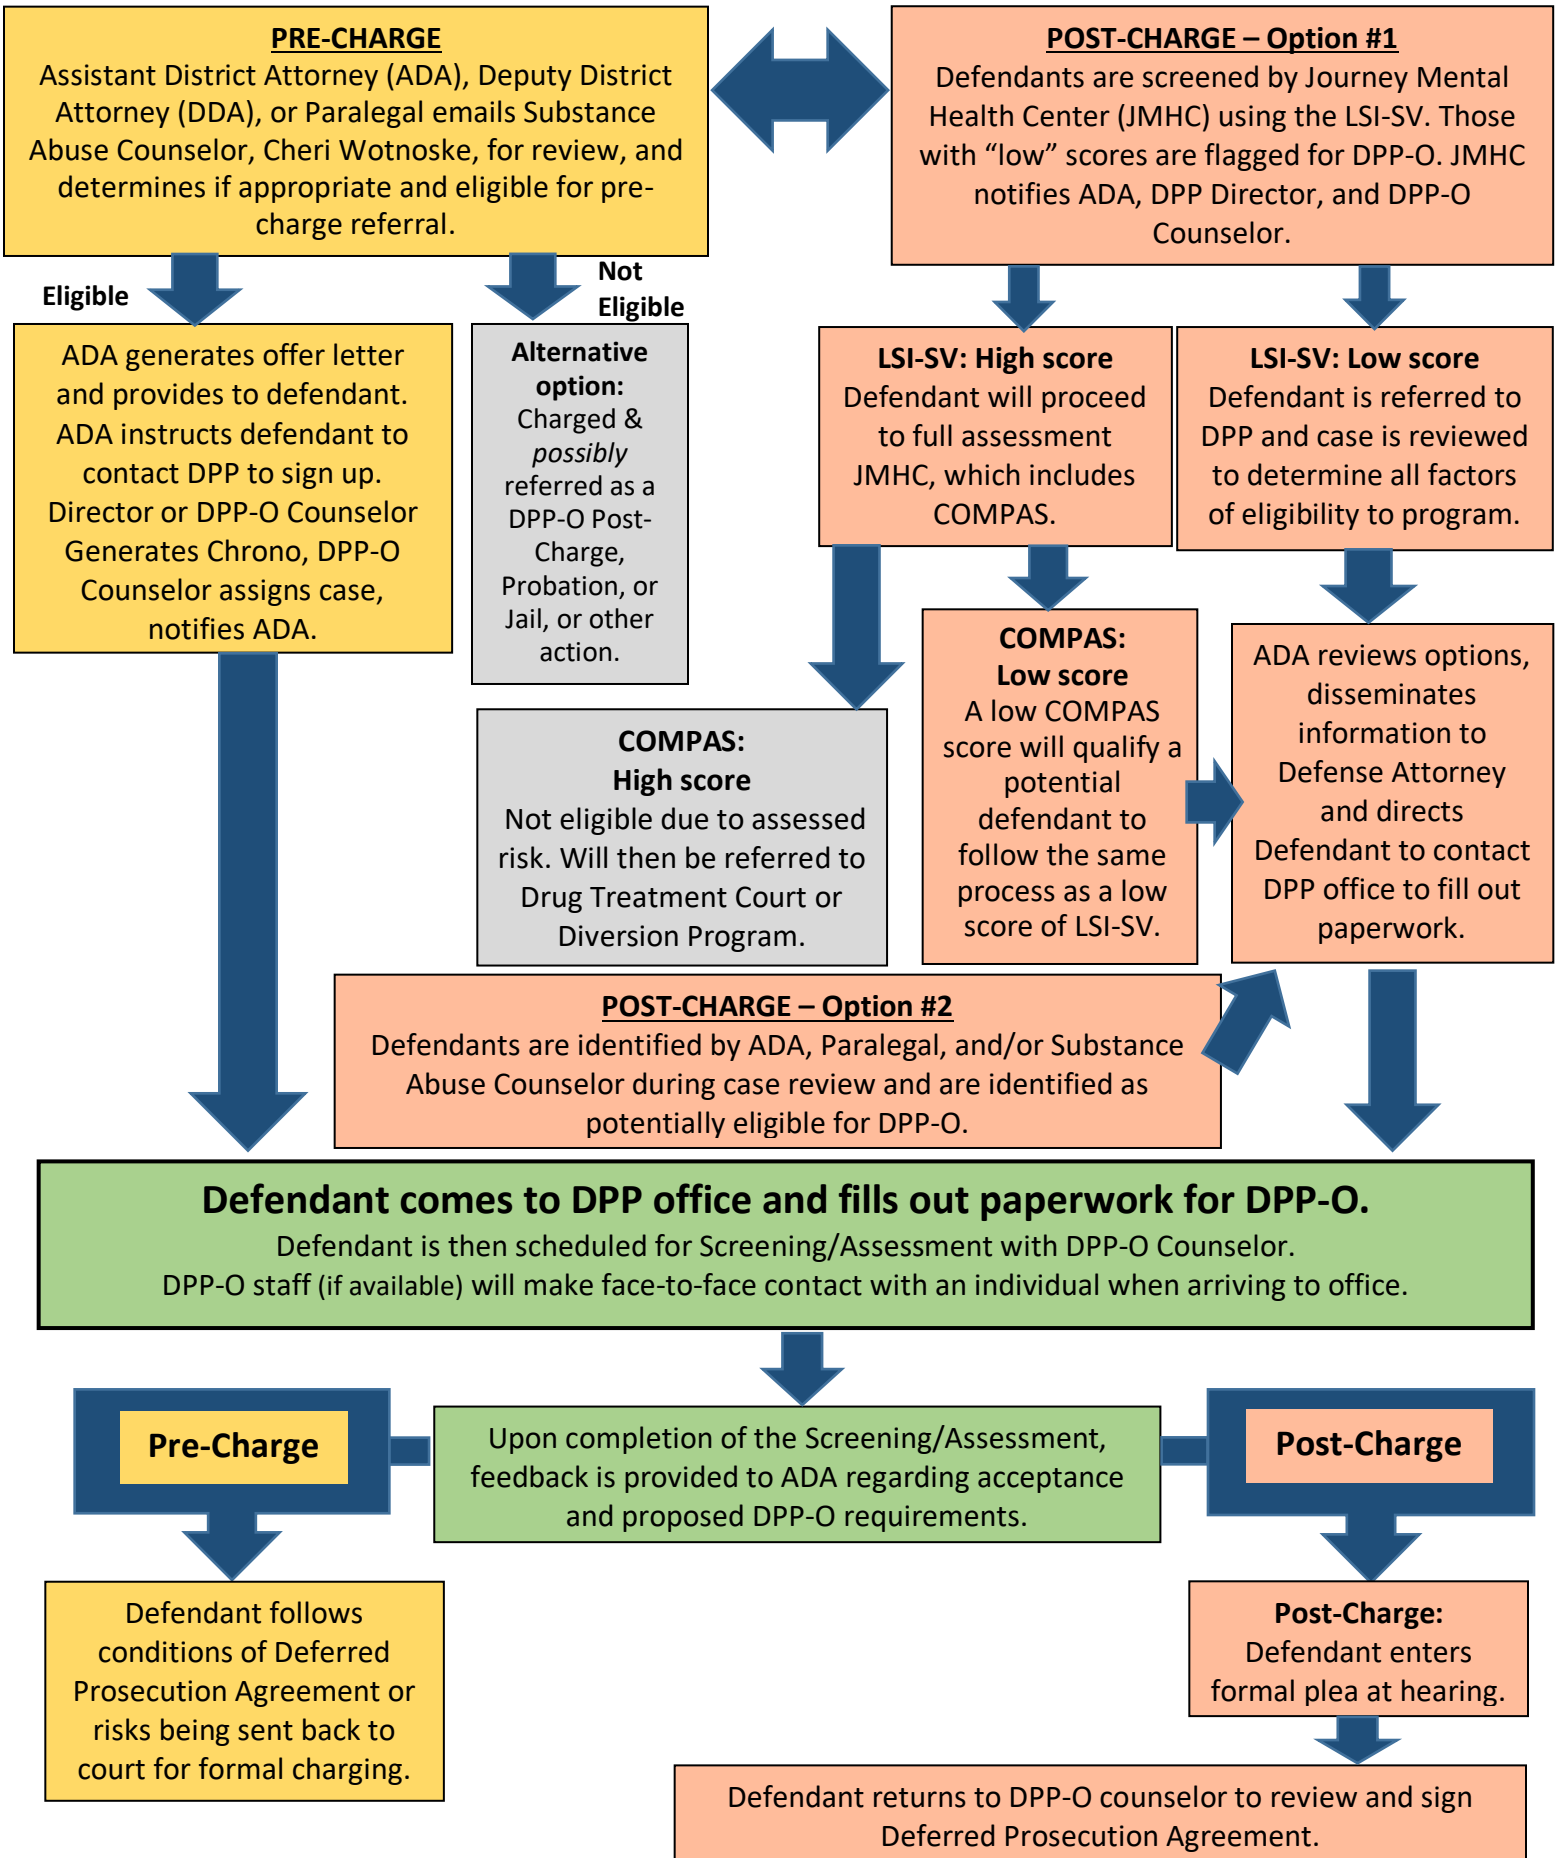 PRE-CHARGE
Assistant District Attorney (ADA), Deputy District
Attorney (DDA), or Paralegal emails Substance
Abuse Counselor, Cheri Wotnoske, for review, and
determines if appropriate and eligible for pre-
charge referral.
POST-CHARGE – Option #1
Defendants are screened by Journey Mental
Health Center (JMHC) using the LSI-SV. Those
with “low” scores are flagged for DPP-O. JMHC
notifies ADA, DPP Director, and DPP-O
Counselor.
Eligible
Not
Eligible
ADA generates offer letter
and provides to defendant.
ADA instructs defendant to
contact DPP to sign up.
Director or DPP-O Counselor
Generates Chrono, DPP-O
Counselor assigns case,
notifies ADA.
Alternative
option:
Charged &
possibly
referred as a
DPP-O Post-
Charge,
Probation, or
Jail, or other
action.
LSI-SV: High score
Defendant will proceed
to full assessment
JMHC, which includes
COMPAS.
LSI-SV: Low score
Defendant is referred to
DPP and case is reviewed
to determine all factors
of eligibility to program.
COMPAS:
High score
Not eligible due to assessed
risk. Will then be referred to
Drug Treatment Court or
Diversion Program.
COMPAS:
Low score
A low COMPAS
score will qualify a
potential
defendant to
follow the same
process as a low
score of LSI-SV.
ADA reviews options,
disseminates
information to
Defense Attorney
and directs
Defendant to contact
DPP office to fill out
paperwork.
POST-CHARGE – Option #2
Defendants are identified by ADA, Paralegal, and/or Substance
Abuse Counselor during case review and are identified as
potentially eligible for DPP-O.
Defendant comes to DPP office and fills out paperwork for DPP-O.
Defendant is then scheduled for Screening/Assessment with DPP-O Counselor.
DPP-O staff (if available) will make face-to-face contact with an individual when arriving to office.
Pre-Charge
Upon completion of the Screening/Assessment,
feedback is provided to ADA regarding acceptance
and proposed DPP-O requirements.
Post-Charge
Defendant follows
conditions of Deferred
Prosecution Agreement or
risks being sent back to
court for formal charging.
Post-Charge:
Defendant enters
formal plea at hearing.
Defendant returns to DPP-O counselor to review and sign
Deferred Prosecution Agreement.